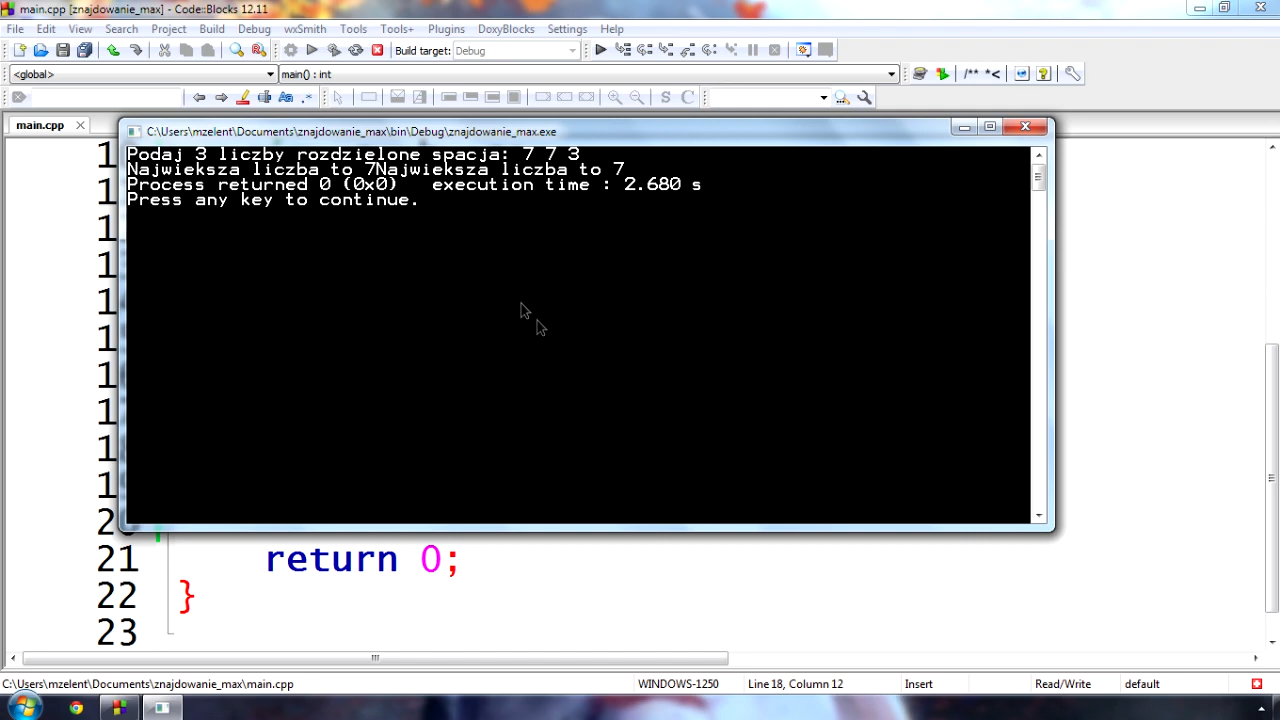 main.cpp [znajdowanie_max] - Code::Blocks 12.11
File Edit View Search Project Build Debug wxSmith Tools Tools+ Plugins DoxyBlocks Settings Help
Build target: Debug
<global> main() : int /** *<
Aa .* S C
main.cpp
C:\Users\mzelent\Documents\znajdowanie_max\bin\Debug\znajdowanie_max.exe
Podaj 3 liczby rozdzielone spacja: 7 7 3
Najwieksza liczba to 7Najwieksza liczba to 7
Process returned 0 (0x0) execution time : 2.680 s
Press any key to continue.
21 return 0;
22 }
23
C:\Users\mzelent\Documents\znajdowanie_max\main.cpp WINDOWS-1250 Line 18, Column 12 Insert Read/Write default